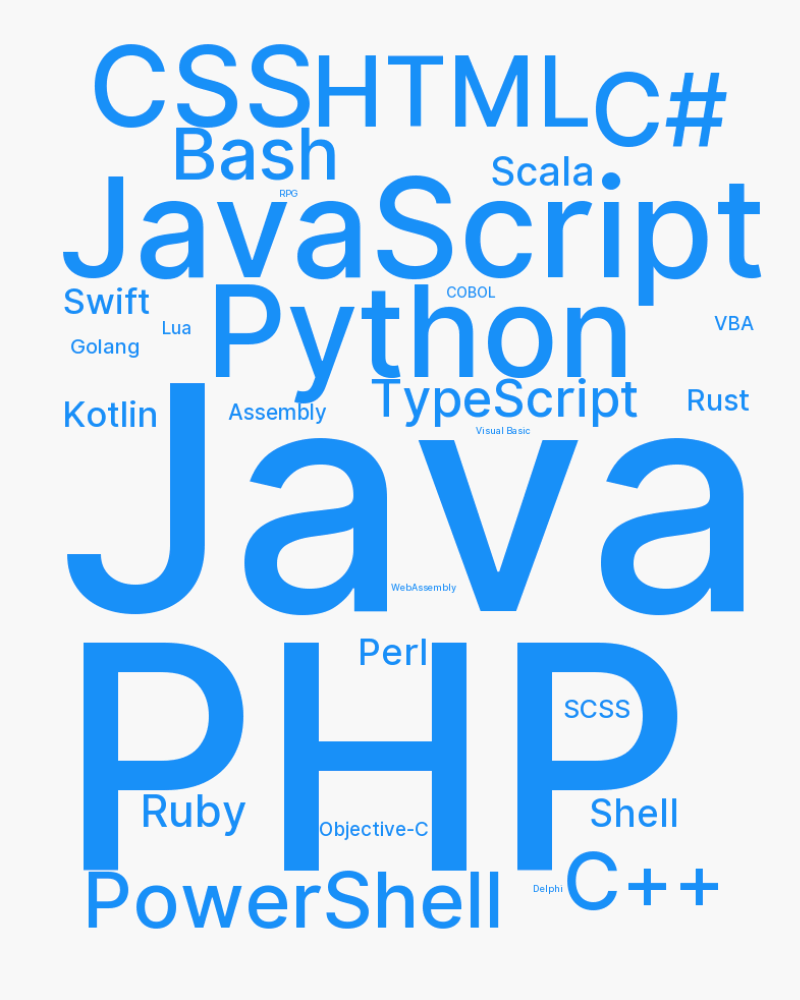 CSS HTML C#
Bash
Scala
RPG
JavaScript
Swift
COBOL
Python
Lua
VBA
Golang
Kotlin
Assembly
TypeScript
Rust
Visual Basic
Java
WebAssembly
Perl
PHP
SCSS
Ruby
Objective-C
Shell
PowerShell
Delphi
C++